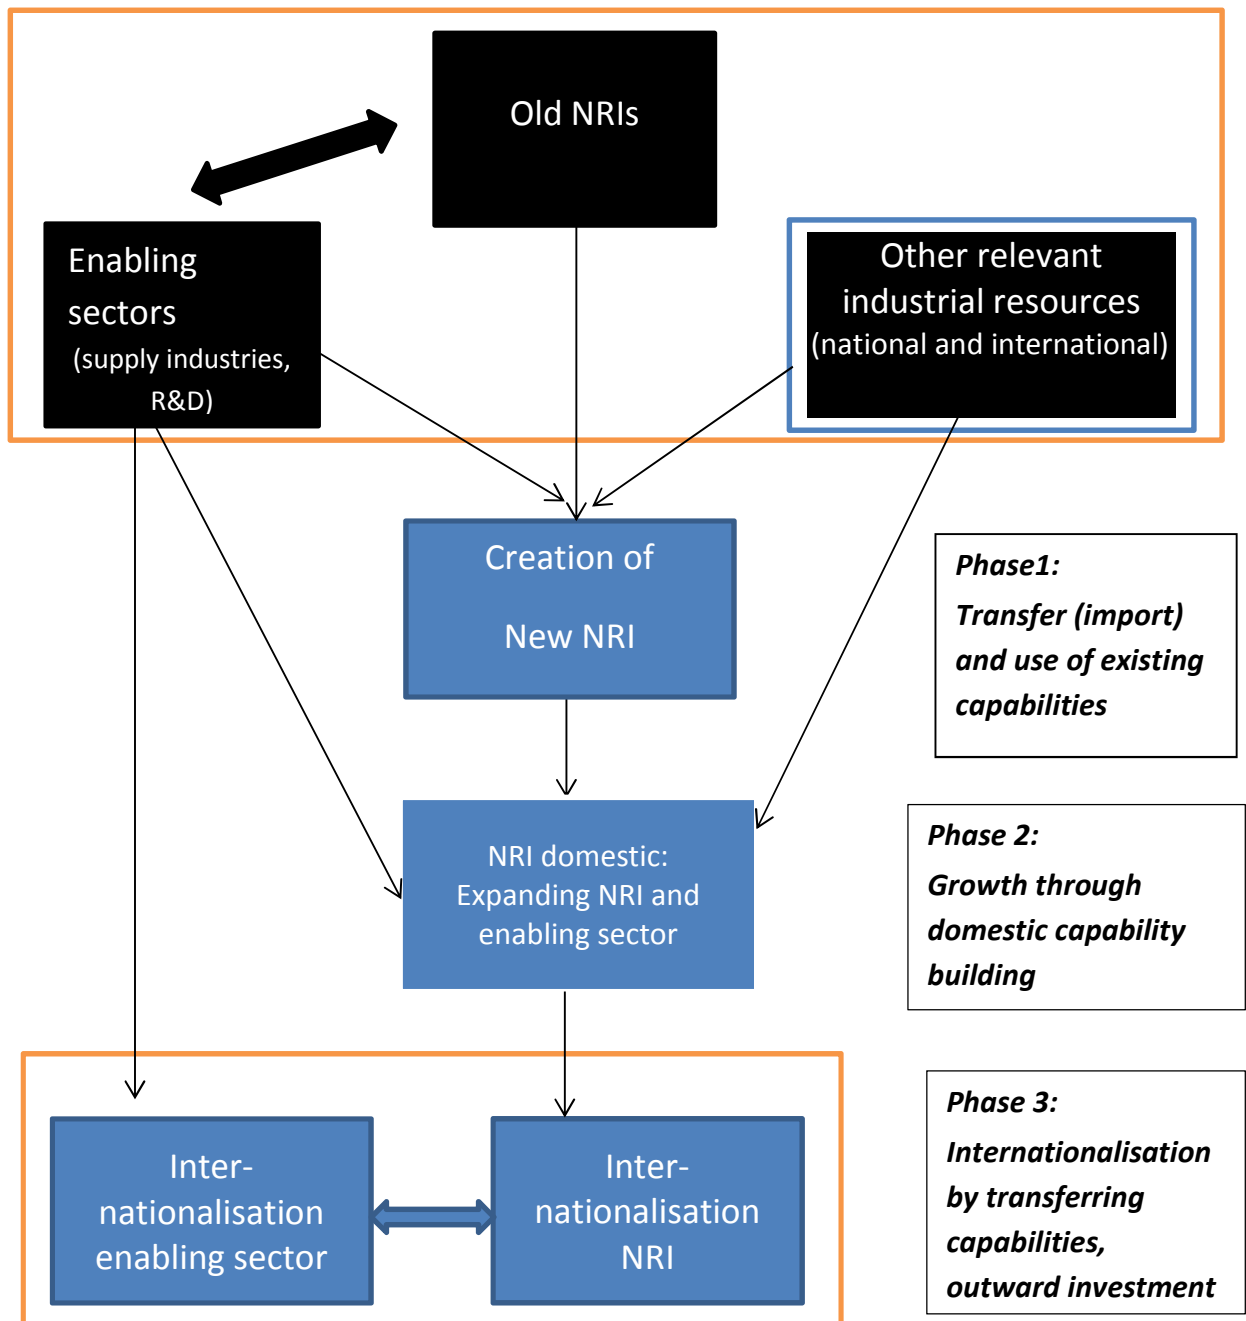 Old NRIs
Enabling
sectors
(supply industries,
R&D)
Other relevant
industrial resources
(national and international)
Creation of
New NRI
Phase1:
Transfer (import)
and use of existing
capabilities
NRI domestic:
Expanding NRI and
enabling sector
Phase 2:
Growth through
domestic capability
building
Inter-
nationalisation
enabling sector
Inter-
nationalisation
NRI
Phase 3:
Internationalisation
by transferring
capabilities,
outward investment